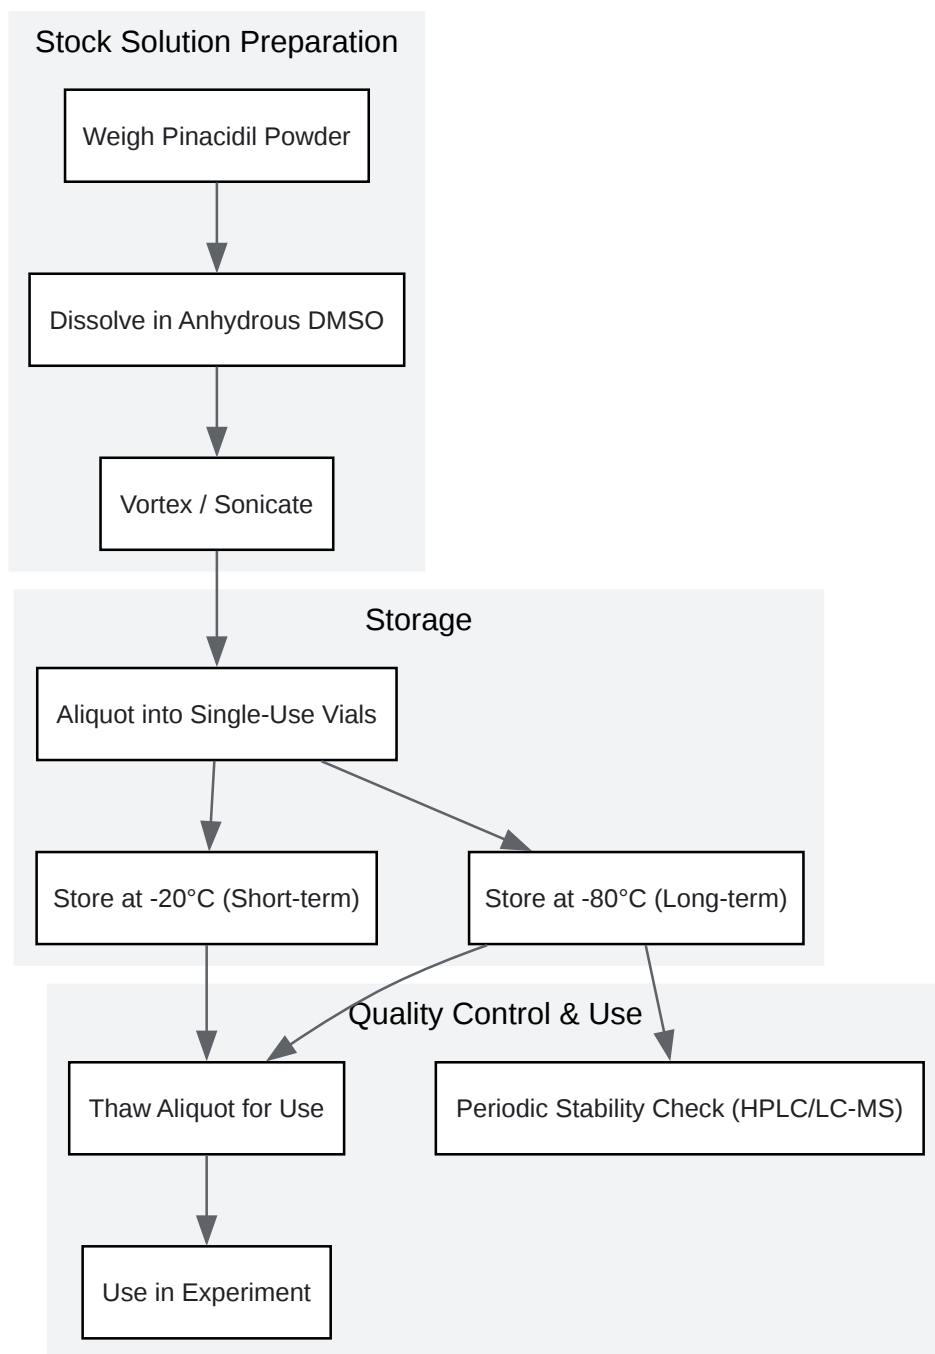 Stock Solution Preparation
Weigh Pinacidil Powder
Dissolve in Anhydrous DMSO
Vortex / Sonicate
Storage
Aliquot into Single-Use Vials
Store at -20°C (Short-term)
Store at -80°C (Long-term)
Quality Control & Use
Thaw Aliquot for Use
Periodic Stability Check (HPLC/LC-MS)
Use in Experiment